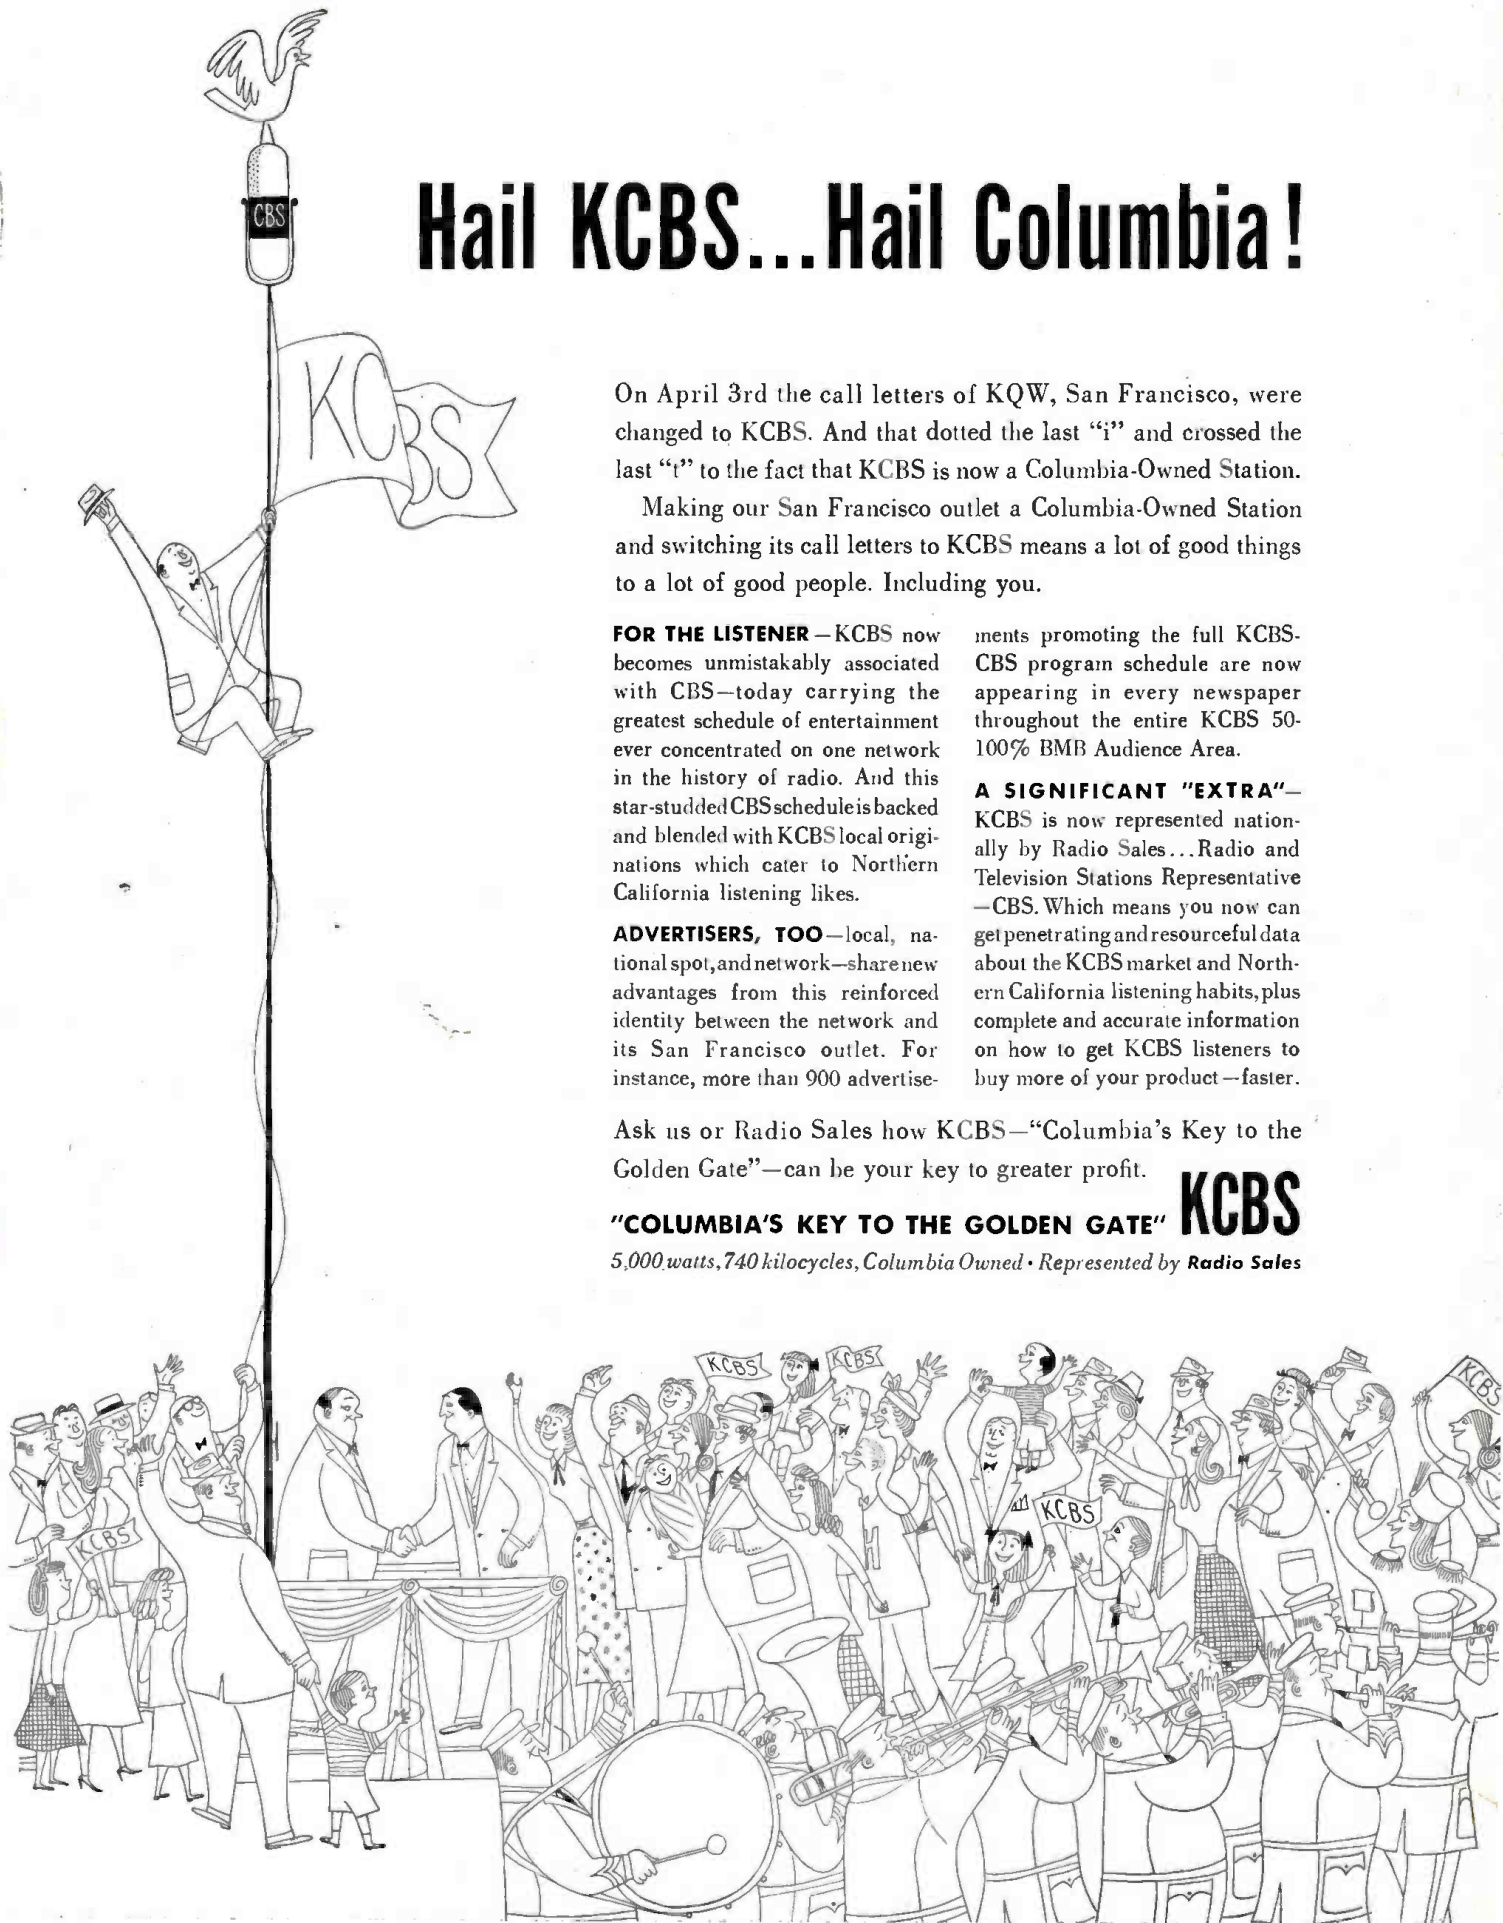 CBS
Hail KCBS...Hail Columbia!
KCBS
On April 3rd the call letters of KQW, San Francisco, were
changed to KCBS. And that dotted the last “i” and crossed the
last “t” to the fact that KCBS is now a Columbia-Owned Station.
Making our San Francisco outlet a Columbia-Owned Station
and switching its call letters to KCBS means a lot of good things
to a lot of good people. Including you.
FOR THE LISTENER—KCBS now
becomes unmistakably associated
with CBS—today carrying the
greatest schedule of entertainment
ever concentrated on one network
in the history of radio. And this
star-studded CBS schedule is backed
and blended with KCBS local origi-
nations which cater to Northern
California listening likes.
ADVERTISERS, TOO—local, na-
tional spot, and network—share new
advantages from this reinforced
identity between the network and
its San Francisco outlet. For
instance, more than 900 advertise-
ments promoting the full KCBS-
CBS program schedule are now
appearing in every newspaper
throughout the entire KCBS 50-
100% BMB Audience Area.
A SIGNIFICANT "EXTRA"—
KCBS is now represented nation-
ally by Radio Sales...Radio and
Television Stations Representative
—CBS. Which means you now can
get penetrating and resourceful data
about the KCBS market and North-
ern California listening habits, plus
complete and accurate information
on how to get KCBS listeners to
buy more of your product—faster.
Ask us or Radio Sales how KCBS—“Columbia’s Key to the
Golden Gate”—can be your key to greater profit.
"COLUMBIA'S KEY TO THE GOLDEN GATE" KCBS
5,000 watts, 740 kilocycles, Columbia Owned • Represented by Radio Sales
KCBS
KCBS
KCBS
KCBS
KCBS
H